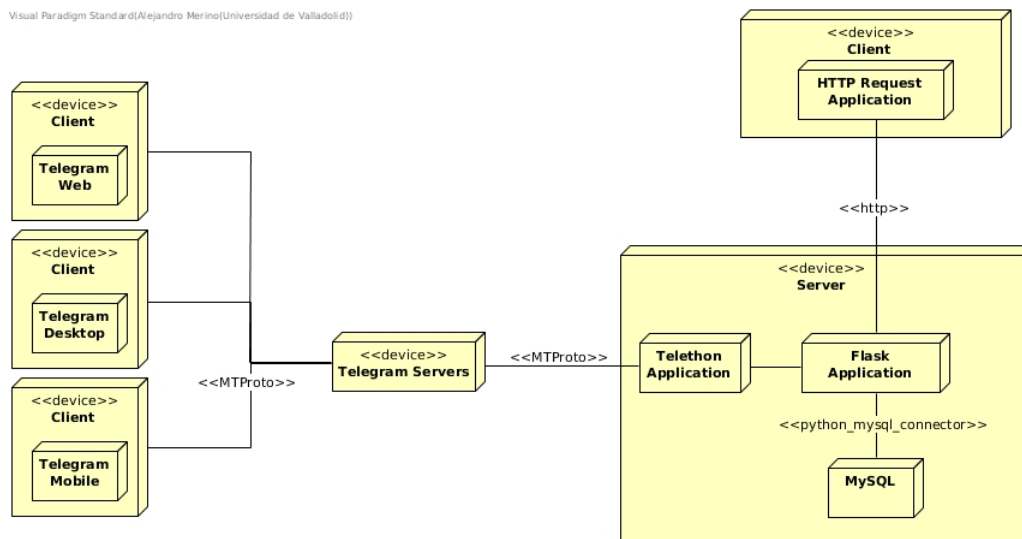 Visual Paradigm Standard(Alejandro Merino(Universidad de Valladolid))
<<device>>
Client
HTTP Request
Application
<<device>>
Client
Telegram
Web
<<http>>
<<device>>
Client
Telegram
Desktop
<<device>>
Server
<<device>>
Telegram Servers
<<MTProto>>
Telethon
Application
Flask
Application
<<MTProto>>
<<device>>
Client
Telegram
Mobile
<<python_mysql_connector>>
MySQL